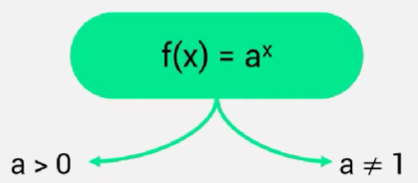 f(x) = aˣ
a > 0
a ≠ 1